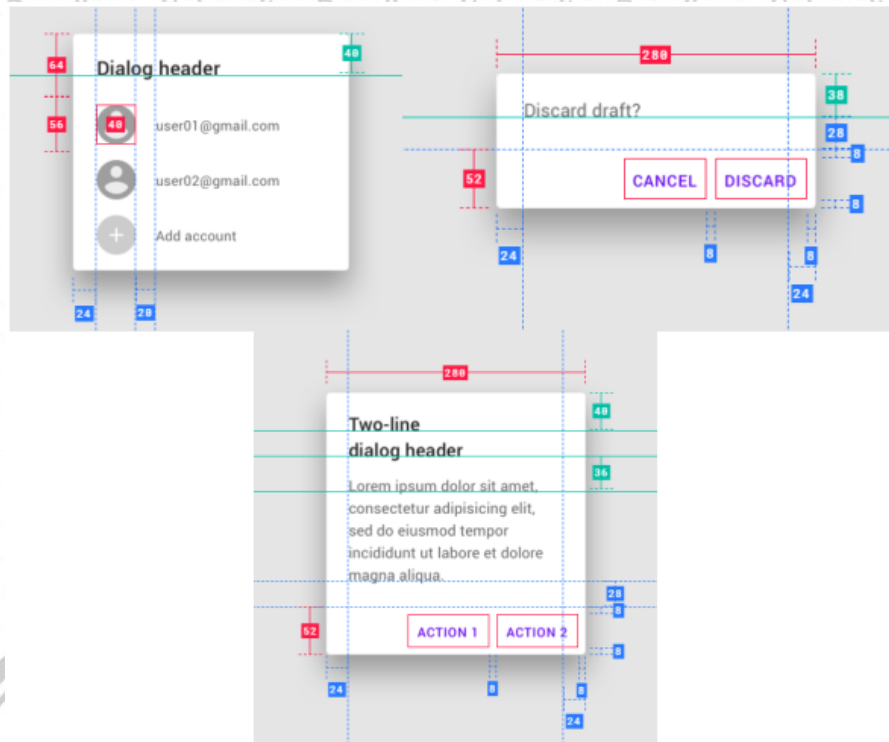 64
40
Dialog header
56
40
user01@gmail.com
user02@gmail.com
Add account
24
20
280
38
Discard draft?
28
8
52
CANCEL
DISCARD
8
24
8
8
24
280
40
Two-line
dialog header
36
Lorem ipsum dolor sit amet,
consectetur adipisicing elit,
sed do eiusmod tempor
incididunt ut labore et dolore
magna aliqua.
28
8
52
ACTION 1
ACTION 2
8
24
8
8
24